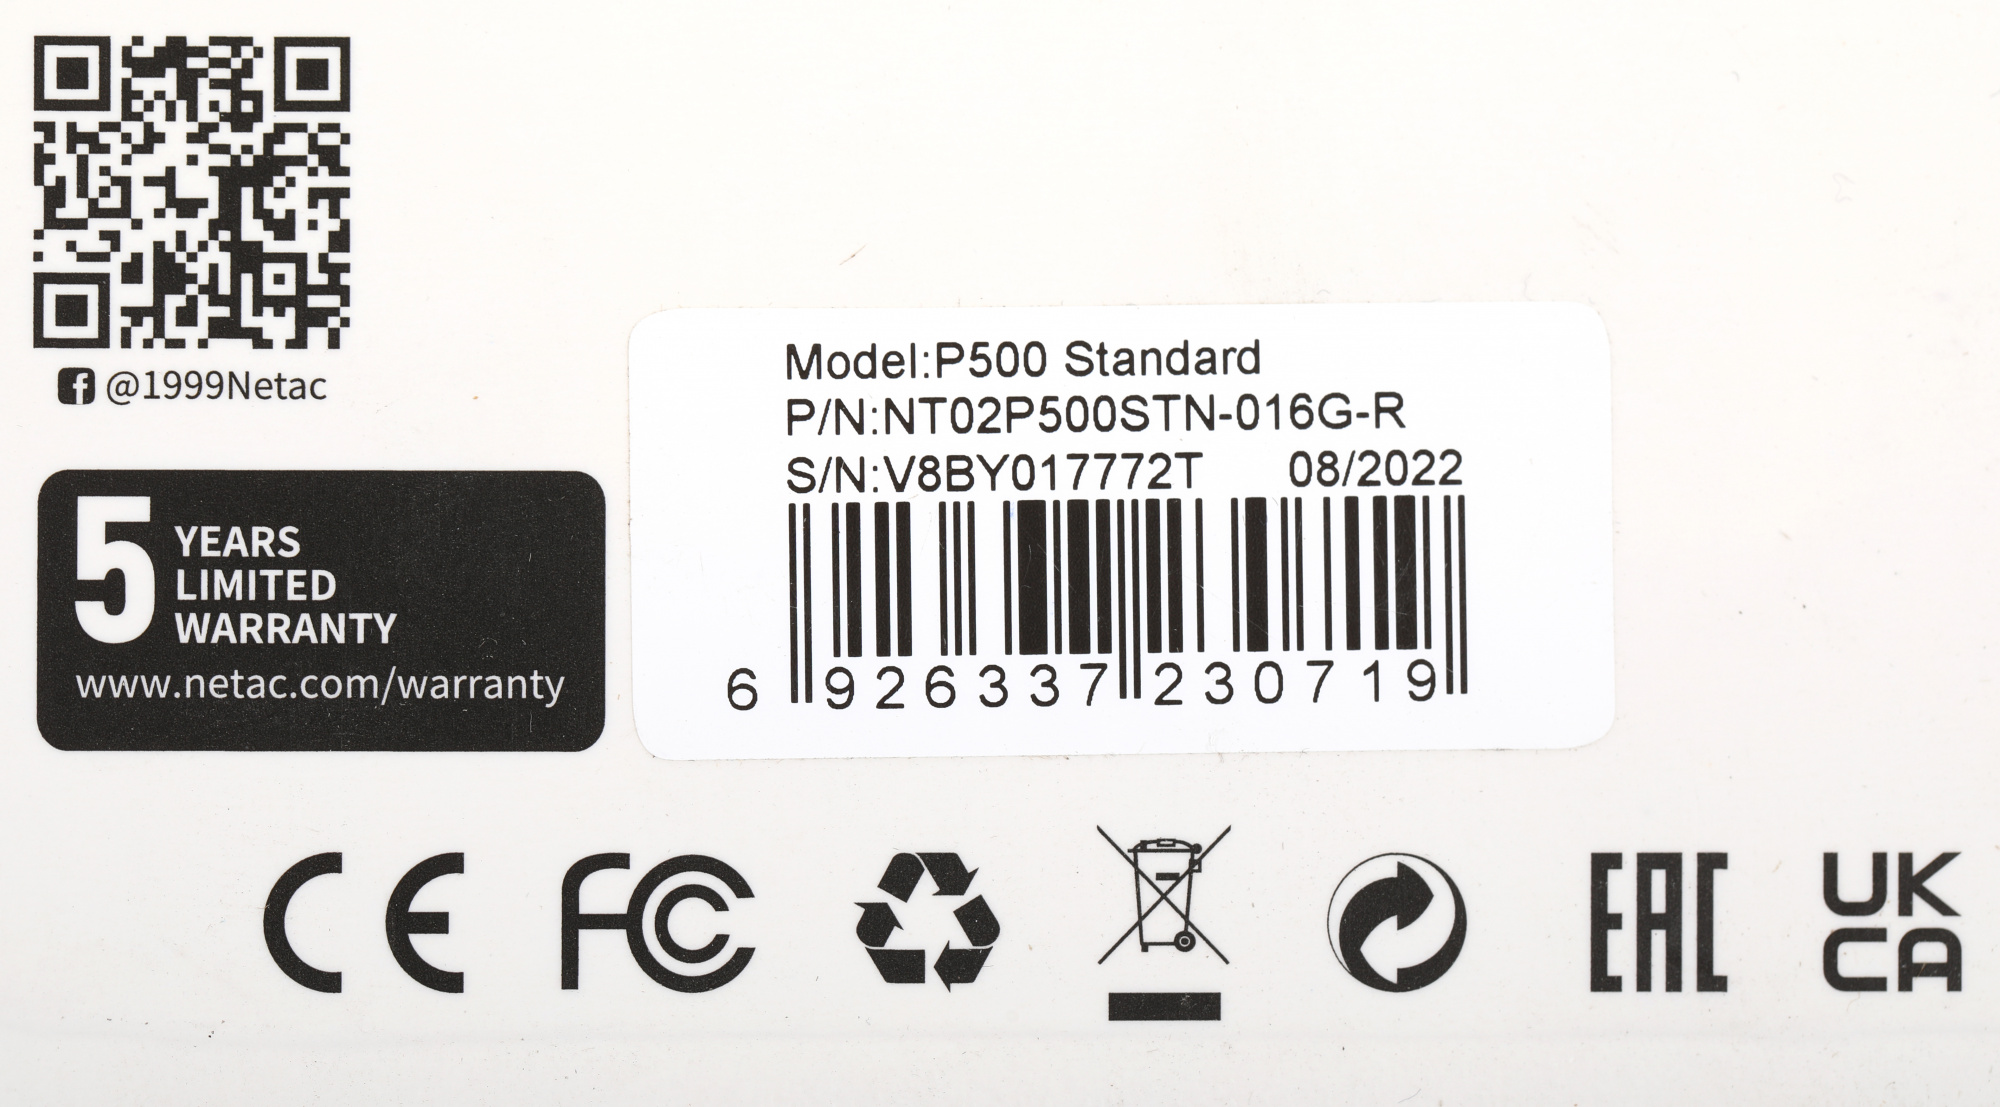 @1999Netac
5 YEARS
LIMITED
WARRANTY
www.netac.com/warranty
Model:P500 Standard
P/N:NT02P500STN-016G-R
S/N:V8BY017772T 08/2022
6 926337 230719
CE FC EAC UK
CA